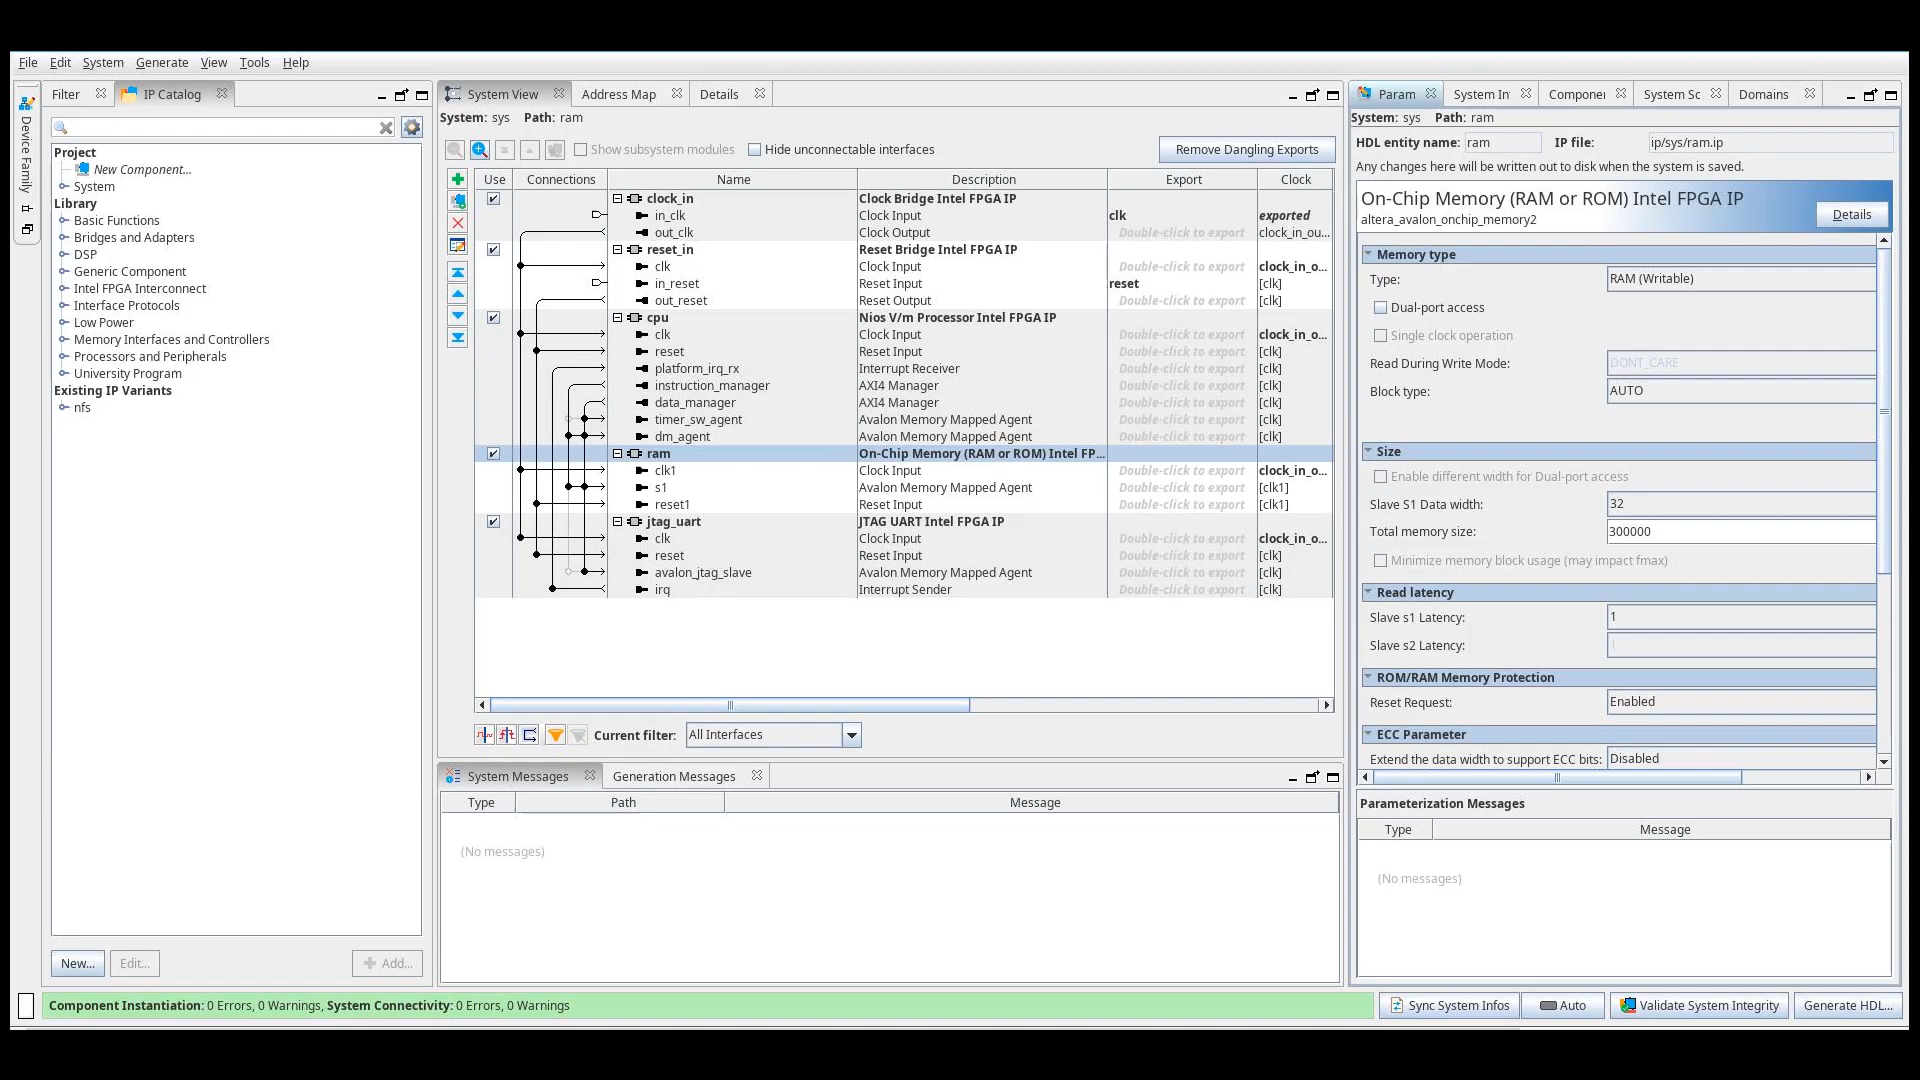 File Edit System Generate View Tools Help
Device Family
Filter IP Catalog
Project
New Component...
System
Library
Basic Functions
Bridges and Adapters
DSP
Generic Component
Intel FPGA Interconnect
Interface Protocols
Low Power
Memory Interfaces and Controllers
Processors and Peripherals
University Program
Existing IP Variants
nfs
New... Edit... Add...
System View Address Map Details
System: sys Path: ram
Show subsystem modules Hide unconnectable interfaces Remove Dangling Exports
Use Connections Name Description Export Clock
clock_in Clock Bridge Intel FPGA IP
in_clk Clock Input clk exported
out_clk Clock Output Double-click to export clock_in_ou...
reset_in Reset Bridge Intel FPGA IP
clk Clock Input Double-click to export clock_in_o...
in_reset Reset Input reset [clk]
out_reset Reset Output Double-click to export [clk]
cpu Nios V/m Processor Intel FPGA IP
clk Clock Input Double-click to export clock_in_o...
reset Reset Input Double-click to export [clk]
platform_irq_rx Interrupt Receiver Double-click to export [clk]
instruction_manager AXI4 Manager Double-click to export [clk]
data_manager AXI4 Manager Double-click to export [clk]
timer_sw_agent Avalon Memory Mapped Agent Double-click to export [clk]
dm_agent Avalon Memory Mapped Agent Double-click to export [clk]
ram On-Chip Memory (RAM or ROM) Intel FP...
clk1 Clock Input Double-click to export clock_in_o...
s1 Avalon Memory Mapped Agent Double-click to export [clk1]
reset1 Reset Input Double-click to export [clk1]
jtag_uart JTAG UART Intel FPGA IP
clk Clock Input Double-click to export clock_in_o...
reset Reset Input Double-click to export [clk]
avalon_jtag_slave Avalon Memory Mapped Agent Double-click to export [clk]
irq Interrupt Sender Double-click to export [clk]
Current filter: All Interfaces
System Messages Generation Messages
Type Path Message
(No messages)
Param System In Componei System Sc Domains
System: sys Path: ram
HDL entity name: ram IP file: ip/sys/ram.ip
Any changes here will be written out to disk when the system is saved.
On-Chip Memory (RAM or ROM) Intel FPGA IP
altera_avalon_onchip_memory2
Details
Memory type
Type: RAM (Writable)
Dual-port access
Single clock operation
Read During Write Mode: DONT_CARE
Block type: AUTO
Size
Enable different width for Dual-port access
Slave S1 Data width: 32
Total memory size: 300000
Minimize memory block usage (may impact fmax)
Read latency
Slave s1 Latency: 1
Slave s2 Latency: 1
ROM/RAM Memory Protection
Reset Request: Enabled
ECC Parameter
Extend the data width to support ECC bits: Disabled
Parameterization Messages
Type Message
(No messages)
Component Instantiation: 0 Errors, 0 Warnings, System Connectivity: 0 Errors, 0 Warnings
Sync System Infos Auto Validate System Integrity Generate HDL...